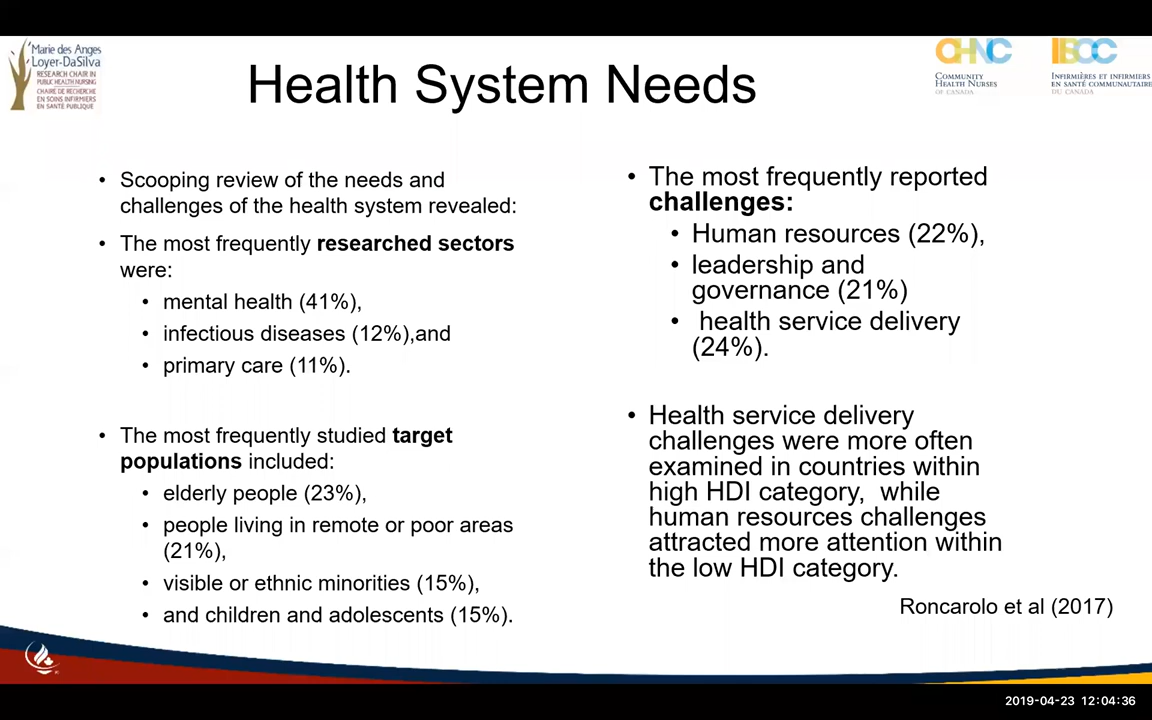 Marie des Anges
Loyer-DaSilva
RESEARCH CHAIR IN
PUBLIC HEALTH NURSING
CHAIRE DE RECHERCHE
EN SOINS INFIRMIERS
EN SANTÉ PUBLIQUE
Health System Needs
CHNC
COMMUNITY
HEALTH NURSES
OF CANADA
IISCC
INFIRMIÈRES ET INFIRMIERS
EN SANTÉ COMMUNAUTAIRE
DU CANADA
• Scooping review of the needs and
challenges of the health system revealed:
• The most frequently researched sectors
were:
• mental health (41%),
• infectious diseases (12%),and
• primary care (11%).
• The most frequently studied target
populations included:
• elderly people (23%),
• people living in remote or poor areas
(21%),
• visible or ethnic minorities (15%),
• and children and adolescents (15%).
• The most frequently reported
challenges:
• Human resources (22%),
• leadership and
governance (21%)
• health service delivery
(24%).
• Health service delivery
challenges were more often
examined in countries within
high HDI category, while
human resources challenges
attracted more attention within
the low HDI category.
Roncarolo et al (2017)
2019-04-23 12:04:36